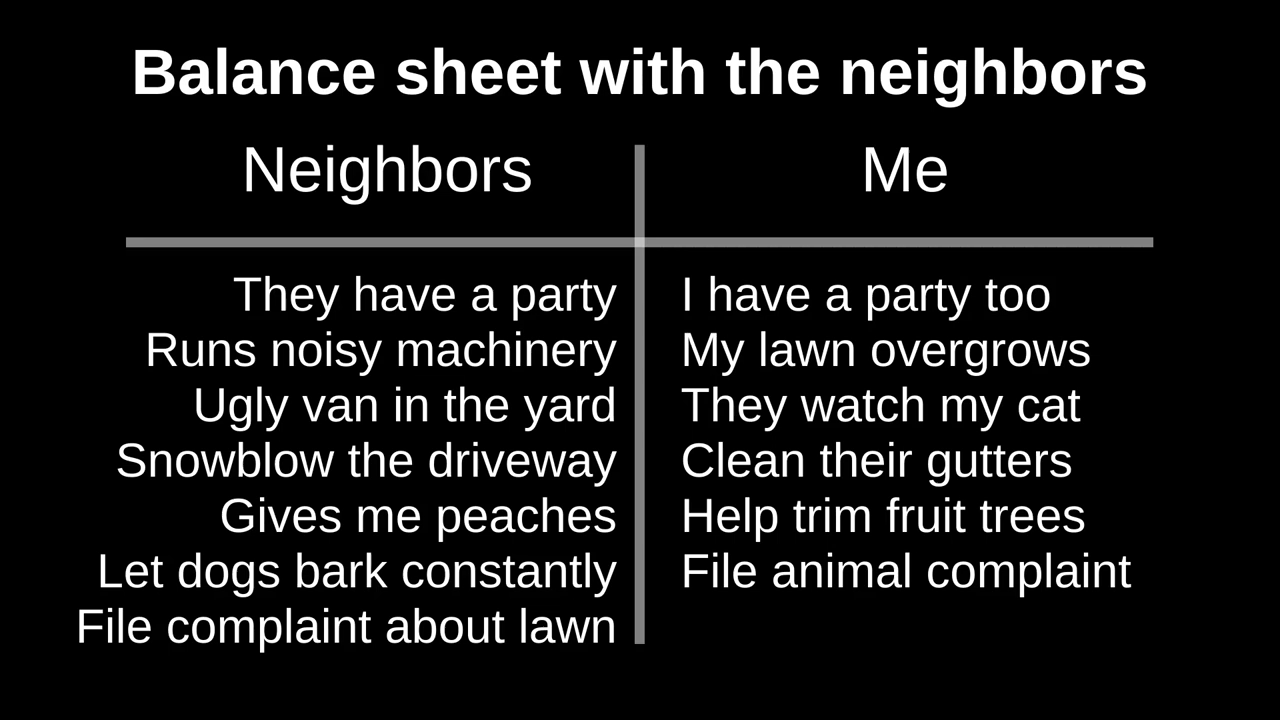 Balance sheet with the neighbors
Neighbors
Me
They have a party
Runs noisy machinery
Ugly van in the yard
Snowblow the driveway
Gives me peaches
Let dogs bark constantly
File complaint about lawn
I have a party too
My lawn overgrows
They watch my cat
Clean their gutters
Help trim fruit trees
File animal complaint